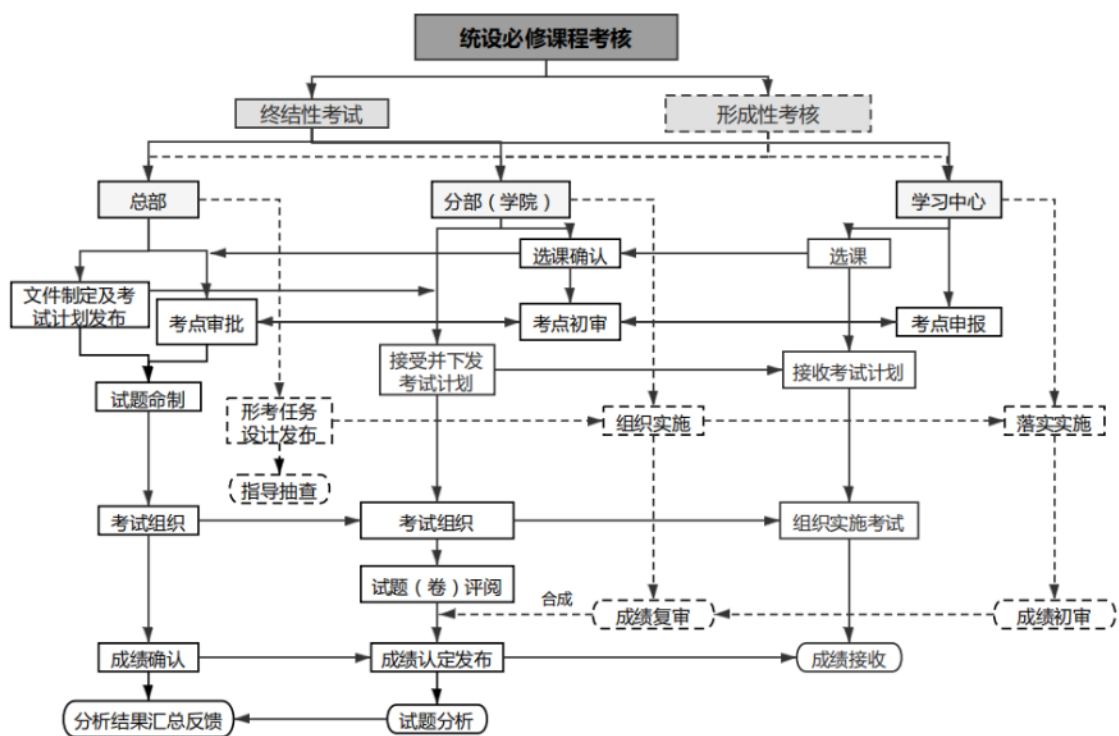 统设必修课程考核
终结性考试
形成性考核
总部
分部（学院）
学习中心
选课确认
选课
文件制定及考
试计划发布
考点审批
考点初审
考点申报
接受并下发
考试计划
接收考试计划
试题命制
形考任务
设计发布
组织实施
落实实施
指导抽查
考试组织
考试组织
组织实施考试
试题（卷）评阅
合成
成绩复审
成绩初审
成绩确认
成绩认定发布
成绩接收
分析结果汇总反馈
试题分析